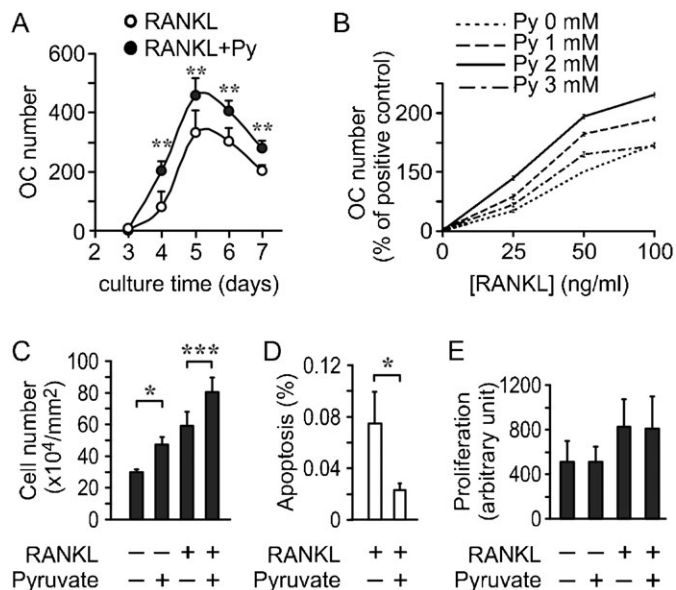 A
RANKL
RANKL+Py
600
400
200
0
OC number
**
**
**
**
2 3 4 5 6 7
culture time (days)
B
Py 0 mM
Py 1 mM
Py 2 mM
Py 3 mM
200
150
0
OC number
(% of positive control)
0 25 50 100
[RANKL] (ng/ml)
C
100
80
60
40
20
0
Cell number
(x10⁴/mm2)
*
***
RANKL − − + +
Pyruvate − + − +
D
0.12
0.08
0.04
0
Apoptosis (%)
*
RANKL + +
Pyruvate − +
E
1200
800
400
0
Proliferation
(arbitrary unit)
RANKL − − + +
Pyruvate − + − +